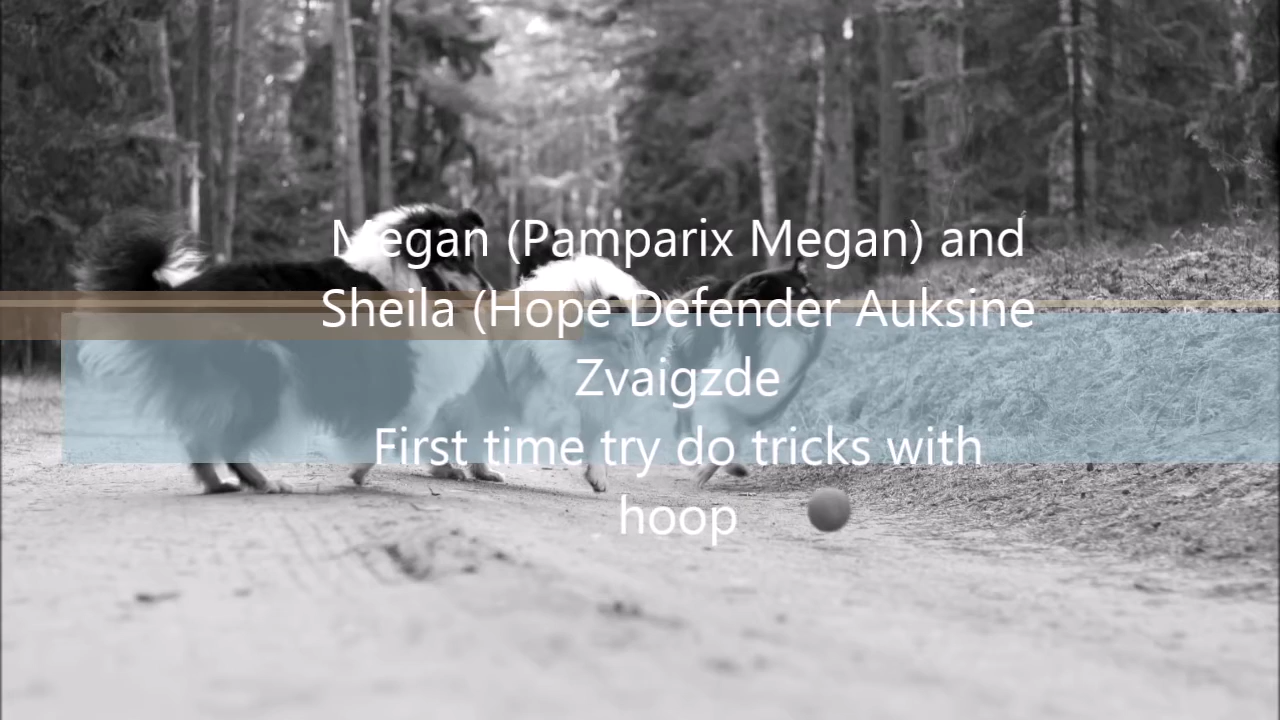 Megan (Pamparix Megan) and
Sheila (Hope Defender Auksine
Zvaigzde
First time try do tricks with
hoop